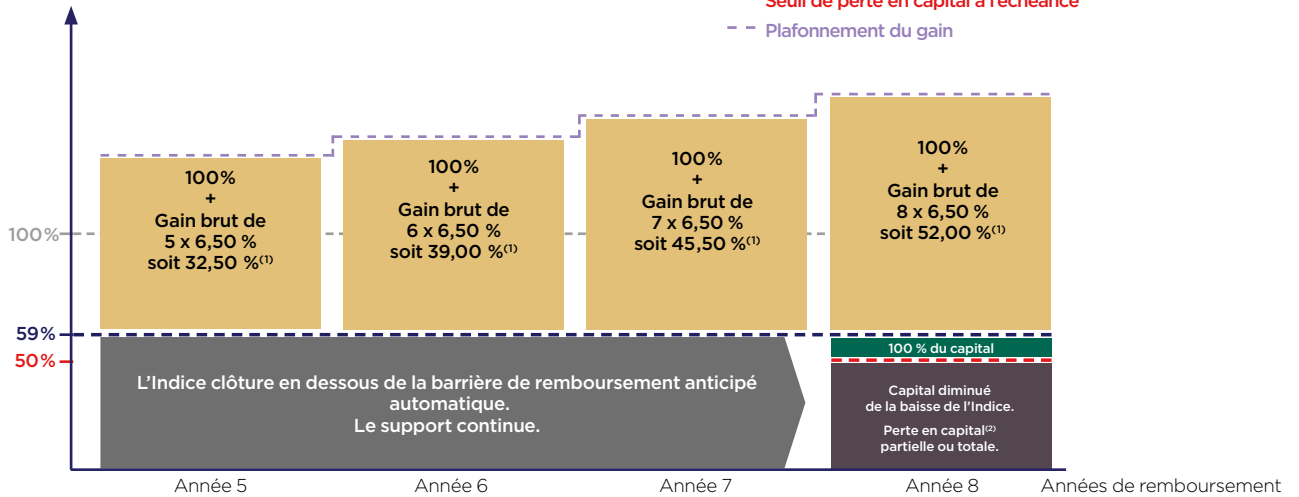 Seuil de perte en capital à l'échéance
Plafonnement du gain
100%
+
Gain brut de
5 x 6,50 %
soit 32,50 %(1)
100%
+
Gain brut de
6 x 6,50 %
soit 39,00 %(1)
100%
+
Gain brut de
7 x 6,50 %
soit 45,50 %(1)
100%
+
Gain brut de
8 x 6,50 %
soit 52,00 %(1)
100%
59%
50%
L'Indice clôture en dessous de la barrière de remboursement anticipé
automatique.
Le support continue.
100 % du capital
Capital diminué
de la baisse de l'Indice.
Perte en capital(2)
partielle ou totale.
Année 5
Année 6
Année 7
Année 8
Années de remboursement